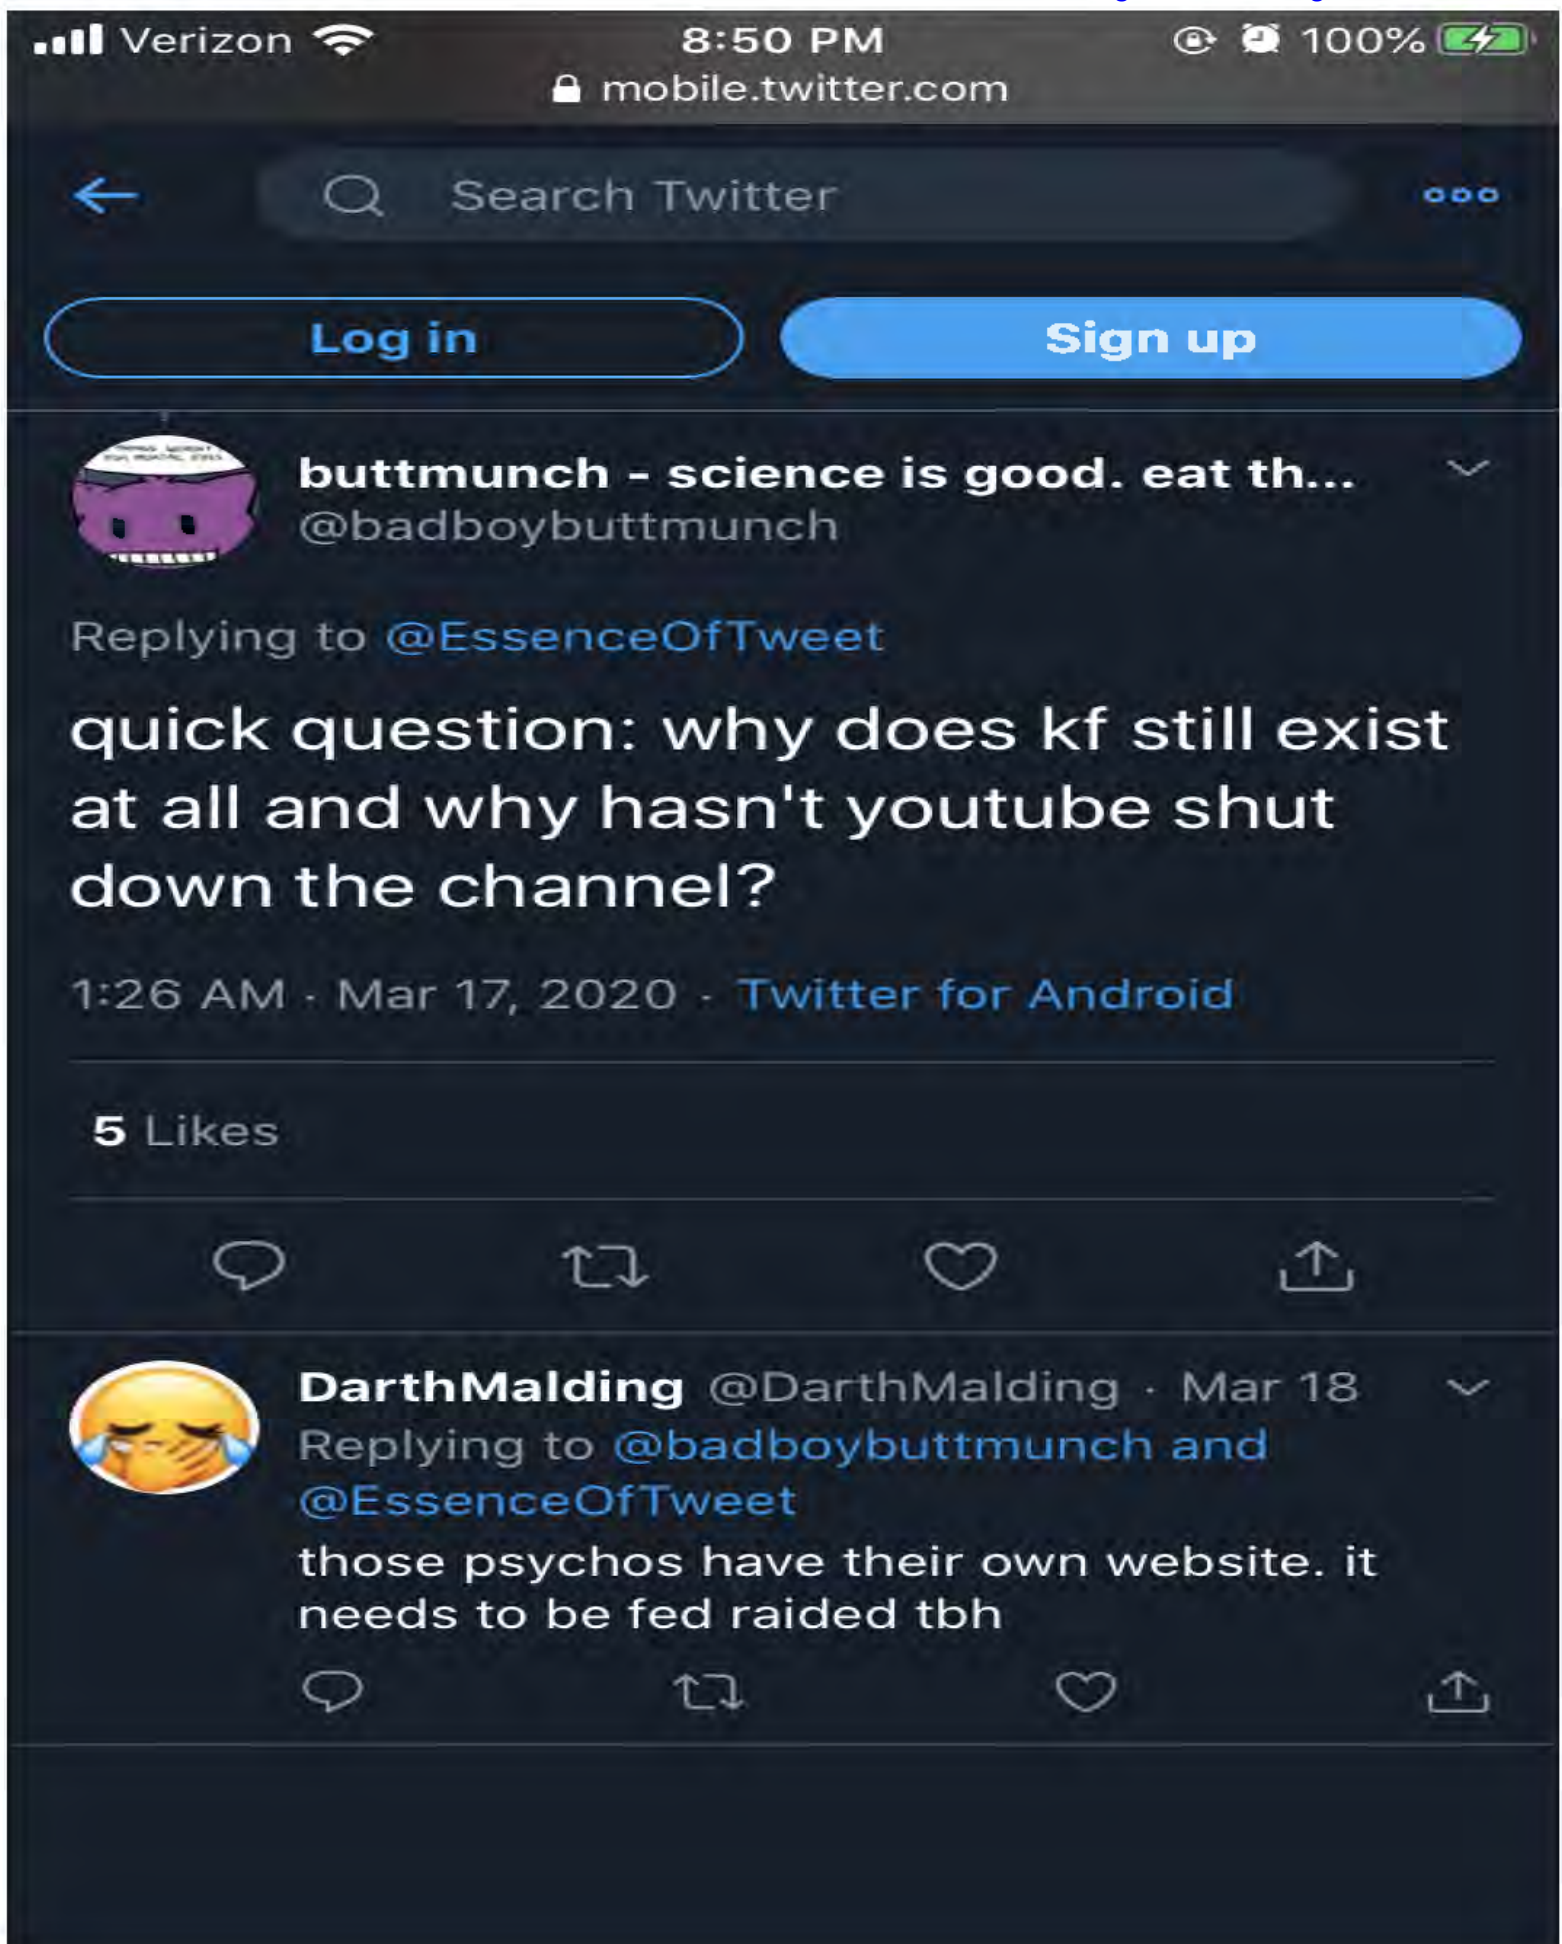 Verizon
8:50 PM
100%
mobile.twitter.com
Search Twitter
Log in
Sign up
buttmunch - science is good. eat th...
@badboybuttmunch
Replying to @EssenceOfTweet
quick question: why does kf still exist
at all and why hasn't youtube shut
down the channel?
1:26 AM · Mar 17, 2020 · Twitter for Android
5 Likes
DarthMalding @DarthMalding · Mar 18
Replying to @badboybuttmunch and
@EssenceOfTweet
those psychos have their own website. it
needs to be fed raided tbh